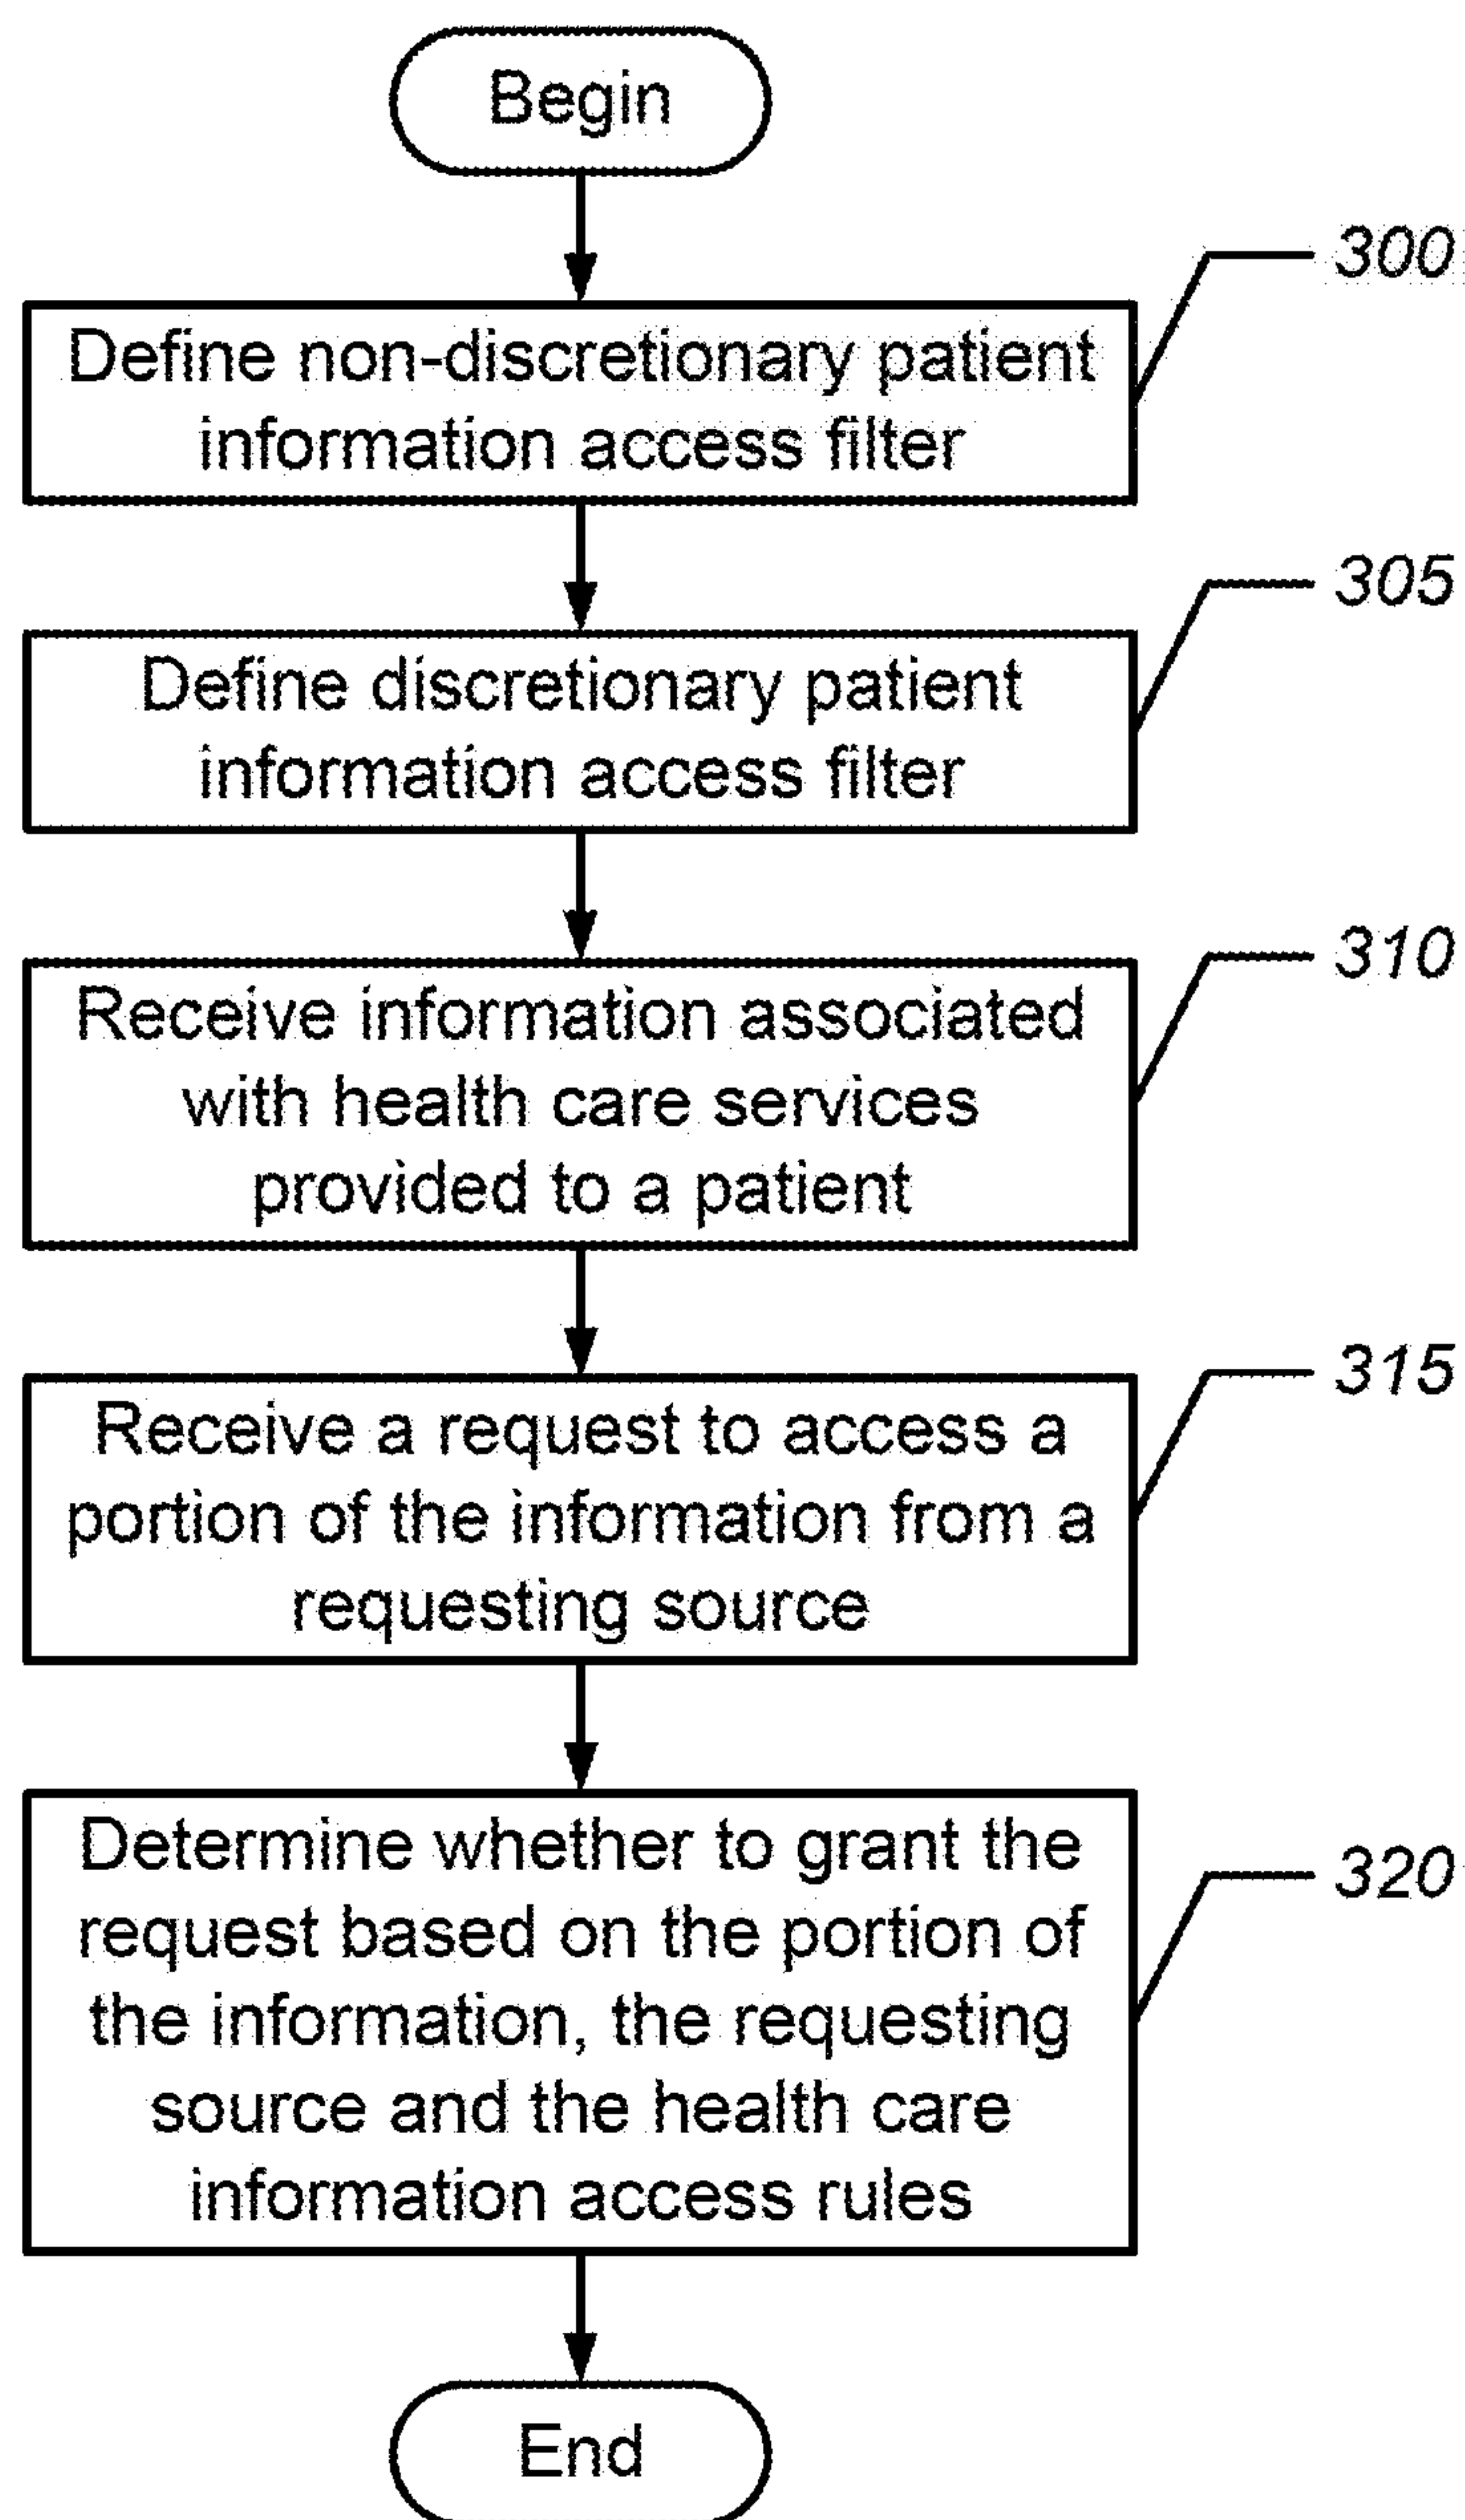 Begin
300
Define non-discretionary patient
information access filter
305
Define discretionary patient
information access filter
310
Receive information associated
with health care services
provided to a patient
315
Receive a request to access a
portion of the information from a
requesting source
320
Determine whether to grant the
request based on the portion of
the information, the requesting
source and the health care
information access rules
End